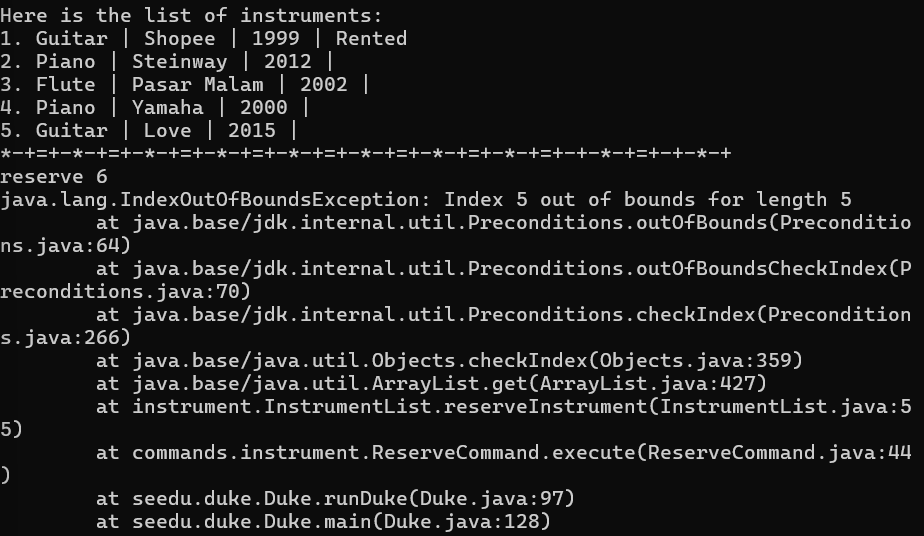 Here is the list of instruments:
1. Guitar | Shopee | 1999 | Rented
2. Piano | Steinway | 2012 |
3. Flute | Pasar Malam | 2002 |
4. Piano | Yamaha | 2000 |
5. Guitar | Love | 2015 |
*~+=+~*~+=+~*~+=+~*~+=+~*~+=+~*~+=+~*~+~*~+=+~*~+=+~+~*~+=+~+~*~+
reserve 6
java.lang.IndexOutOfBoundsException: Index 5 out of bounds for length 5
        at java.base/jdk.internal.util.Preconditions.outOfBounds(Preconditio
ns.java:64)
        at java.base/jdk.internal.util.Preconditions.outOfBoundsCheckIndex(P
reconditions.java:70)
        at java.base/jdk.internal.util.Preconditions.checkIndex(Precondition
s.java:266)
        at java.base/java.util.Objects.checkIndex(Objects.java:359)
        at java.base/java.util.ArrayList.get(ArrayList.java:427)
        at instrument.InstrumentList.reserveInstrument(InstrumentList.java:5
5)
        at commands.instrument.ReserveCommand.execute(ReserveCommand.java:44
)
        at seedu.duke.Duke.runDuke(Duke.java:97)
        at seedu.duke.Duke.main(Duke.java:128)